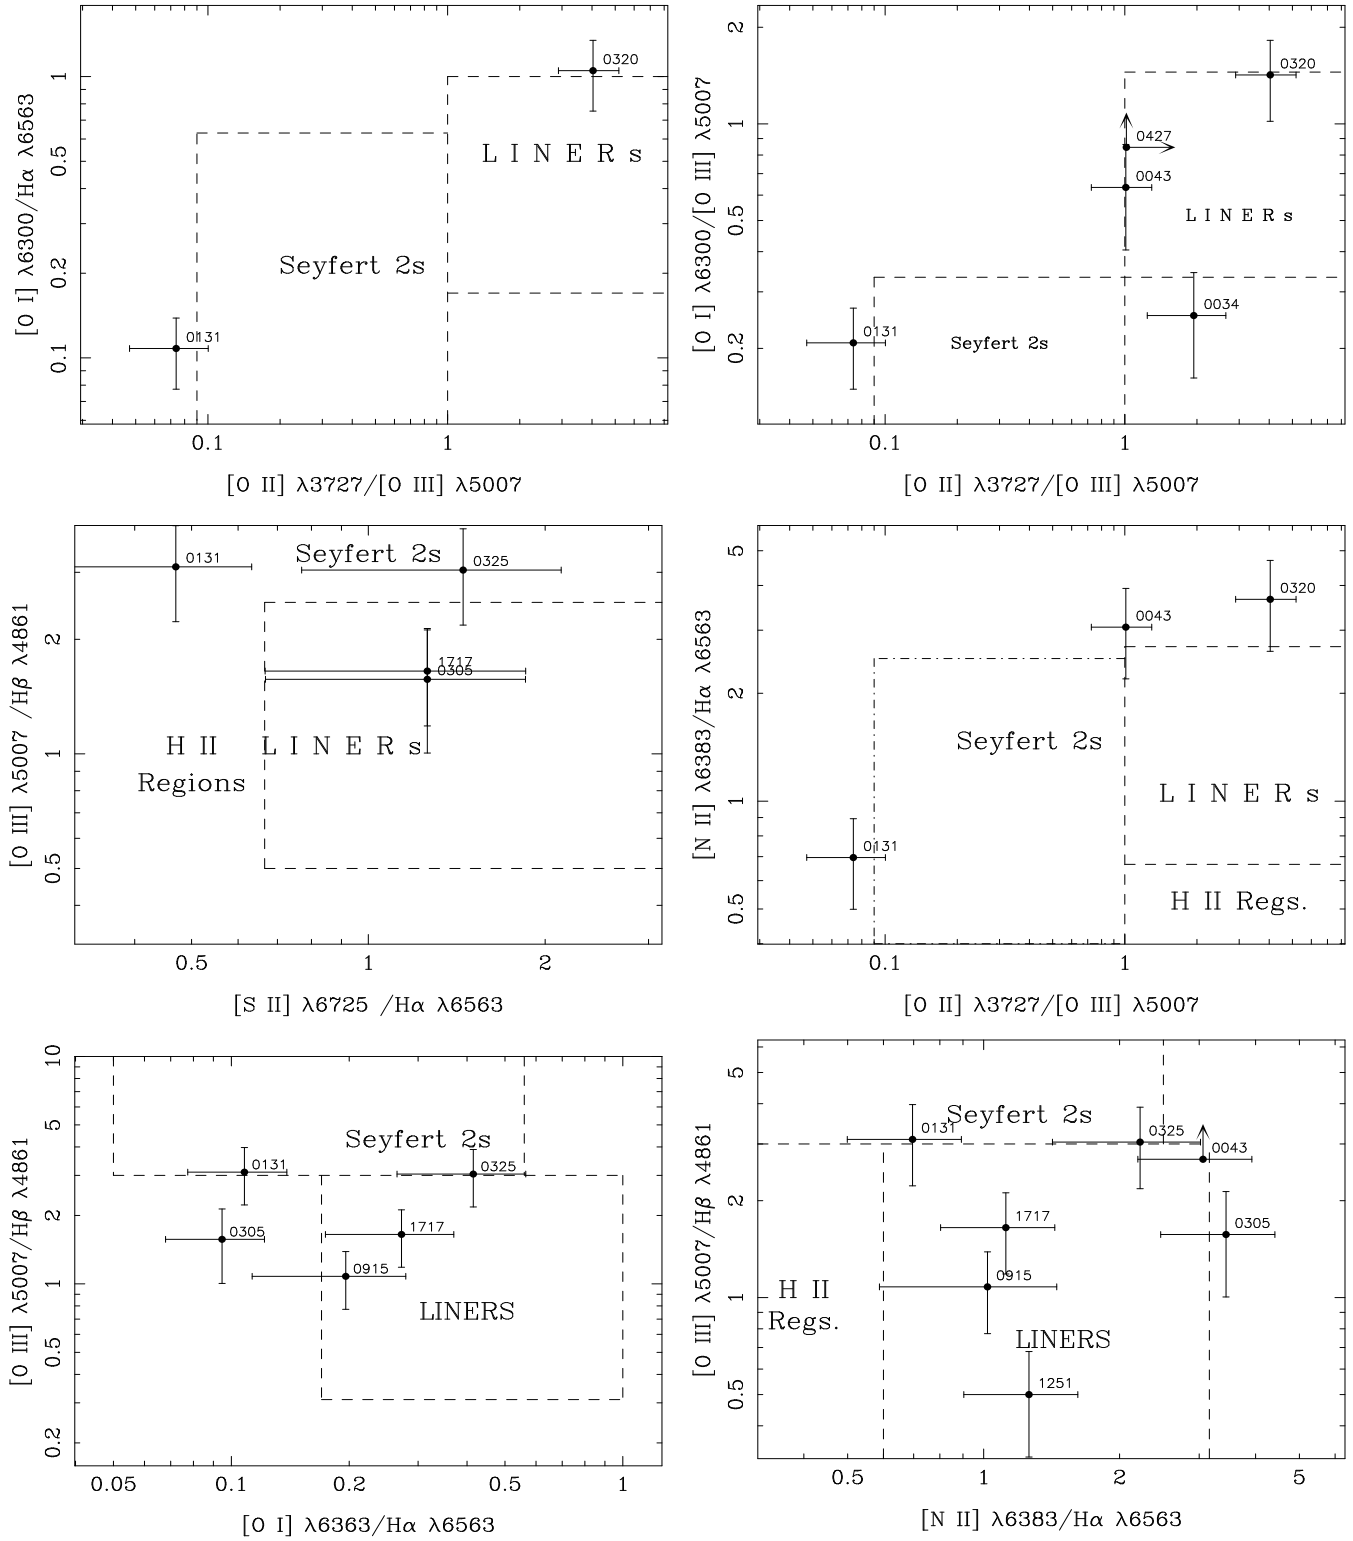 [O I] λ6300/Hα λ6563
1
0.5
0.2
0.1
0320
L I N E R s
Seyfert 2s
0131
0.1
1
[O II] λ3727/[O III] λ5007
[O I] λ6300/[O III] λ5007
2
1
0.5
0.2
0320
0427
0043
L I N E R s
0034
0131
Seyfert 2s
0.1
1
[O II] λ3727/[O III] λ5007
[O III] λ5007 /Hβ λ4861
2
1
0.5
0131
Seyfert 2s
0325
1717
0305
H II
Regions
L I N E R s
0.5
1
2
[S II] λ6725 /Hα λ6563
[N II] λ6383/Hα λ6563
5
2
1
0.5
0043
0320
Seyfert 2s
L I N E R s
0131
H II Regs.
0.1
1
[O II] λ3727/[O III] λ5007
[O III] λ5007/Hβ λ4861
10
5
2
1
0.5
0.2
Seyfert 2s
0131
0325
0305
1717
0915
LINERS
0.05
0.1
0.2
0.5
1
[O I] λ6363/Hα λ6563
[O III] λ5007/Hβ λ4861
5
2
1
0.5
Seyfert 2s
0131
0325
0043
1717
0305
0915
H II
Regs.
LINERS
1251
0.5
1
2
5
[N II] λ6383/Hα λ6563